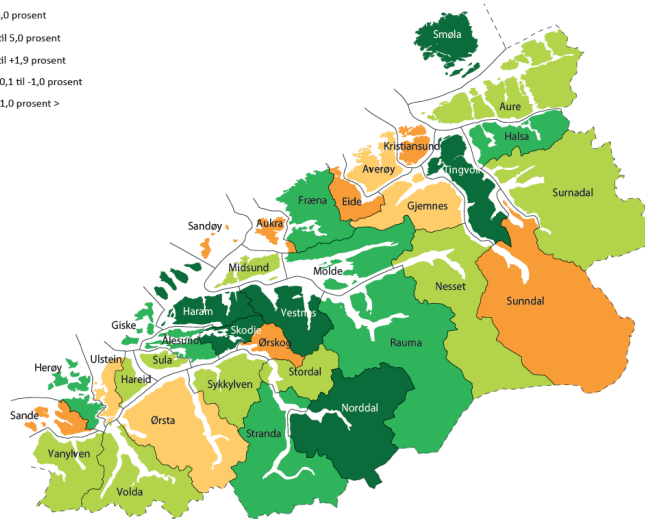 ,0 prosent
til 5,0 prosent
til +1,9 prosent
0,1 til -1,0 prosent
1,0 prosent >
Smøla
Aure
Halsa
Kristiansund
Tingvoll
Averøy
Surnadal
Fræna
Eide
Gjemnes
Aukra
Sandøy
Midsund
Molde
Nesset
Sunndal
Haram
Vestnes
Giske
Skodje
Ålesund
Ørskog
Rauma
Ulstein
Sula
Herøy
Stordal
Hareid
Sykkylven
Norddal
Sande
Ørsta
Stranda
Vanylven
Volda